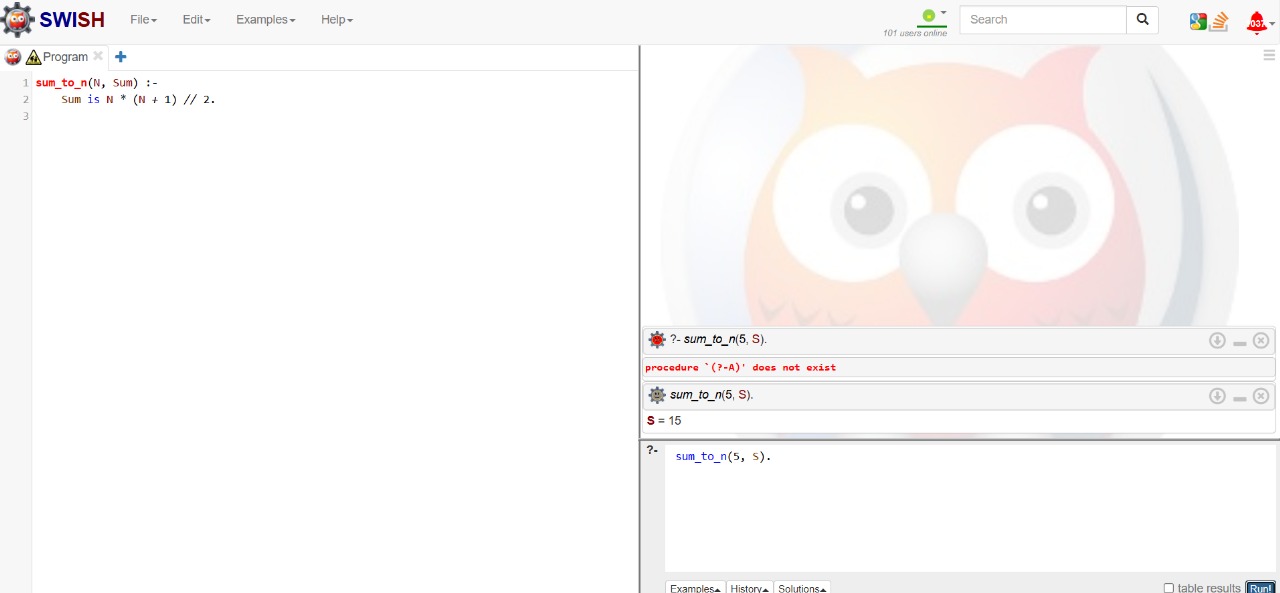 SWISH File Edit Examples Help 101 users online Search
Program
1 sum_to_n(N, Sum) :-
2 Sum is N * (N + 1) // 2.
3
?- sum_to_n(5, S).
procedure `(?-A)' does not exist
sum_to_n(5, S).
S = 15
?- sum_to_n(5, S).
Examples History Solutions table results Run!